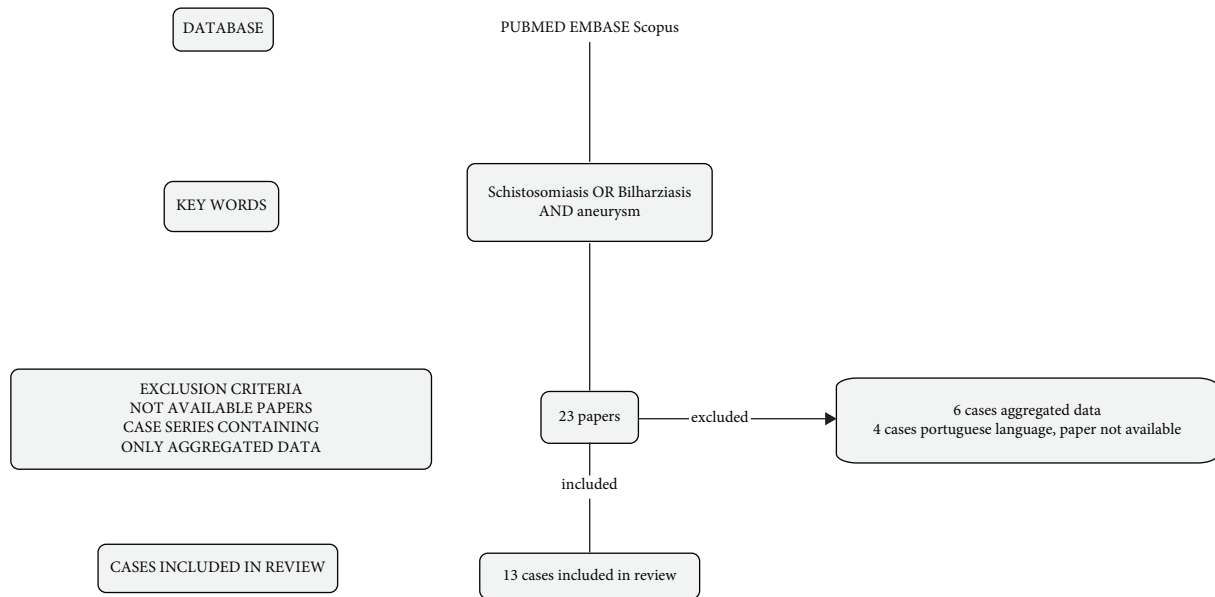 DATABASE
PUBMED EMBASE Scopus
KEY WORDS
Schistosomiasis OR Bilharziasis
AND aneurysm
EXCLUSION CRITERIA
NOT AVAILABLE PAPERS
CASE SERIES CONTAINING
ONLY AGGREGATED DATA
23 papers
excluded
6 cases aggregated data
4 cases portuguese language, paper not available
included
CASES INCLUDED IN REVIEW
13 cases included in review